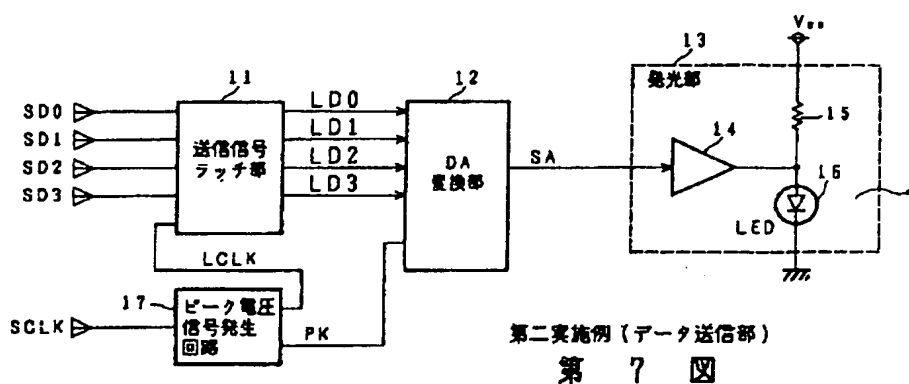 V
13
発光部
11
12
SD0
SD1
SD2
SD3
送信信号
ラッチ部
LD0
LD1
LD2
LD3
DA
変換部
SA
14
15
16
LED
LCLK
17
SCLK
ピーク電圧
信号発生
回路
PK
第二実施例(データ送信部)
第 7 図